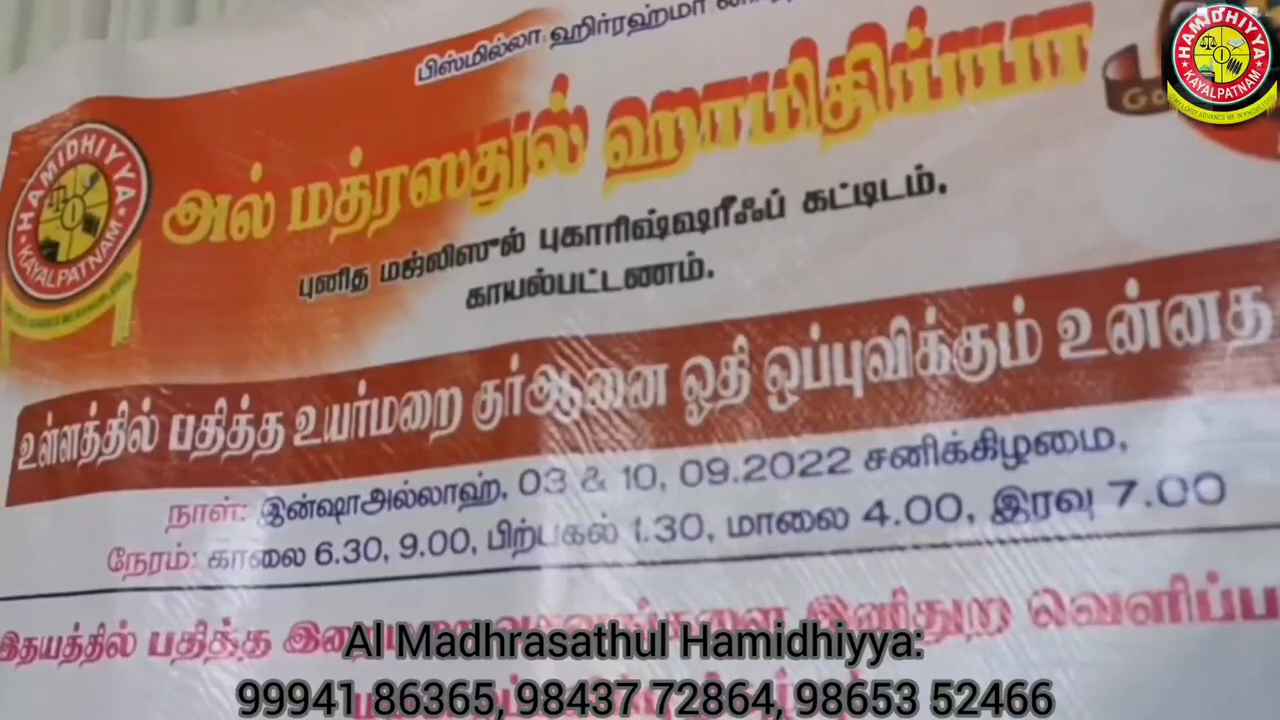 பிஸ்மில்லா ஹிர்ரஹ்மா
அல் மத்ரஸதுல் ஹாமிதிய்யா
புனித மஜ்லிஸுல் புகாரிஷ்ஷரீஃப் கட்டிடம்.
காயல்பட்டணம்.
HAMIDHIYYA
KAYALPATNAM
HAMIDHIYYA
KAYALPATNAM
உள்ளத்தில் பதித்த உயர்மறை குர்ஆனை ஓதி ஒப்புவிக்கும் உன்னத
நாள்: இன்ஷாஅல்லாஹ், 03 & 10, 09.2022 சனிக்கிழமை,
நேரம்: காலை 6.30, 9.00, பிற்பகல் 1.30, மாலை 4.00, இரவு 7.00
இதயத்தில் பதித்த இனிதுற வெளிப்ப
Al Madhrasathul Hamidhiyya:
99941 86365, 98437 72864, 98653 52466